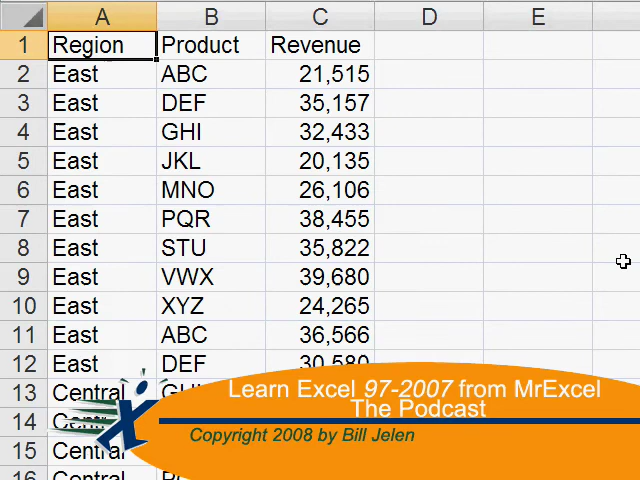 A B C D E
1 Region Product Revenue
2 East ABC 21,515
3 East DEF 35,157
4 East GHI 32,433
5 East JKL 20,135
6 East MNO 26,106
7 East PQR 38,455
8 East STU 35,822
9 East VWX 39,680
10 East XYZ 24,265
11 East ABC 36,566
12 East DEF 30,580
13 Central
Learn Excel 97-2007 from MrExcel
The Podcast
14
Copyright 2008 by Bill Jelen
15 Central
16 Central